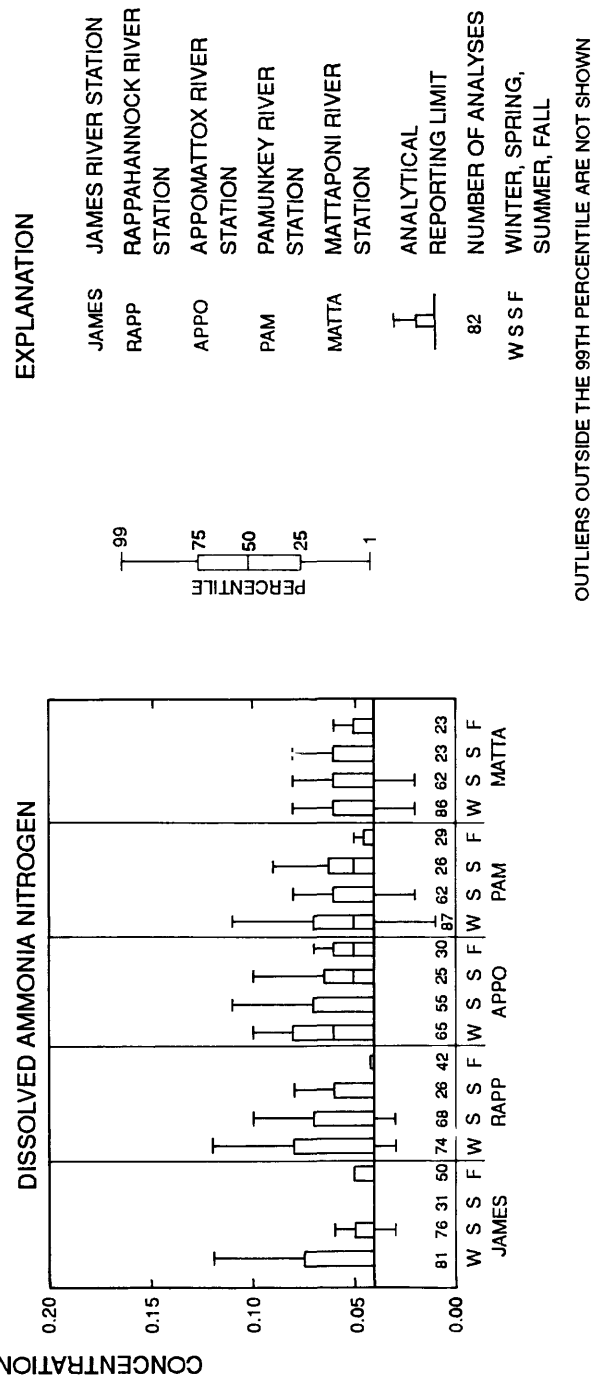 DISSOLVED AMMONIA NITROGEN
CONCENTRATION
0.20
0.15
0.10
0.05
0.00
81 76 31 50 74 68 26 42 65 55 25 30 87 62 26 29 86 62 23 23
W S S F W S S F W S S F W S S F W S S F
JAMES RAPP APPO PAM MATTA
EXPLANATION
PERCENTILE
99
75
50
25
1
JAMES JAMES RIVER STATION
RAPP RAPPAHANNOCK RIVER
STATION
APPO APPOMATTOX RIVER
STATION
PAM PAMUNKEY RIVER
STATION
MATTA MATTAPONI RIVER
STATION
ANALYTICAL
REPORTING LIMIT
82 NUMBER OF ANALYSES
W S S F WINTER, SPRING,
SUMMER, FALL
OUTLIERS OUTSIDE THE 99TH PERCENTILE ARE NOT SHOWN